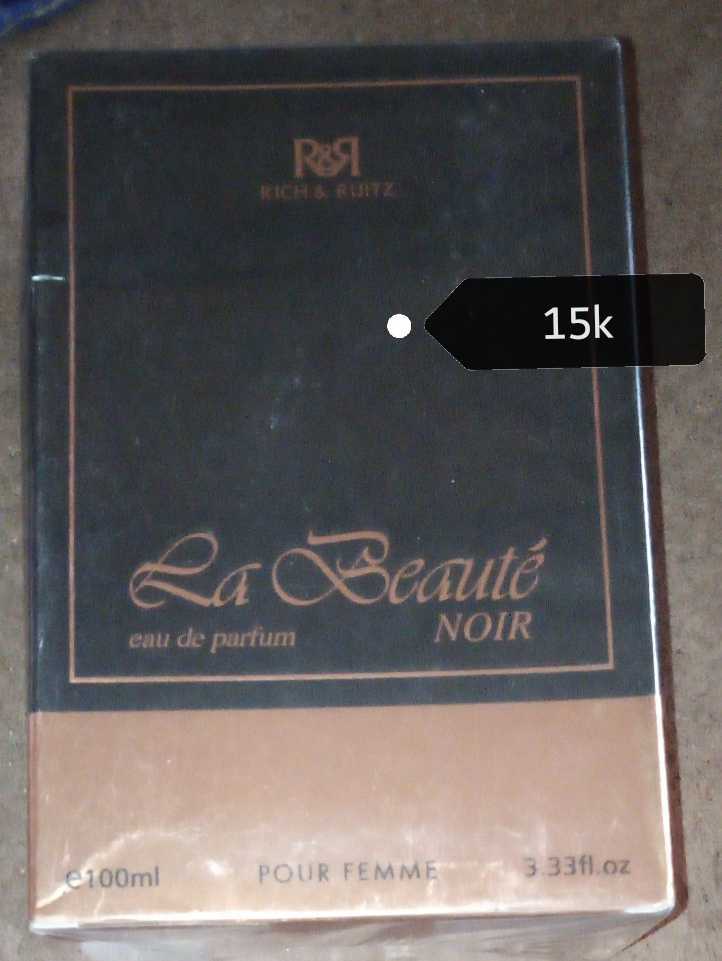 R&R
RICH & RUITZ
15k
La Beauté
eau de parfum
NOIR
e100ml
POUR FEMME
3.33fl.oz